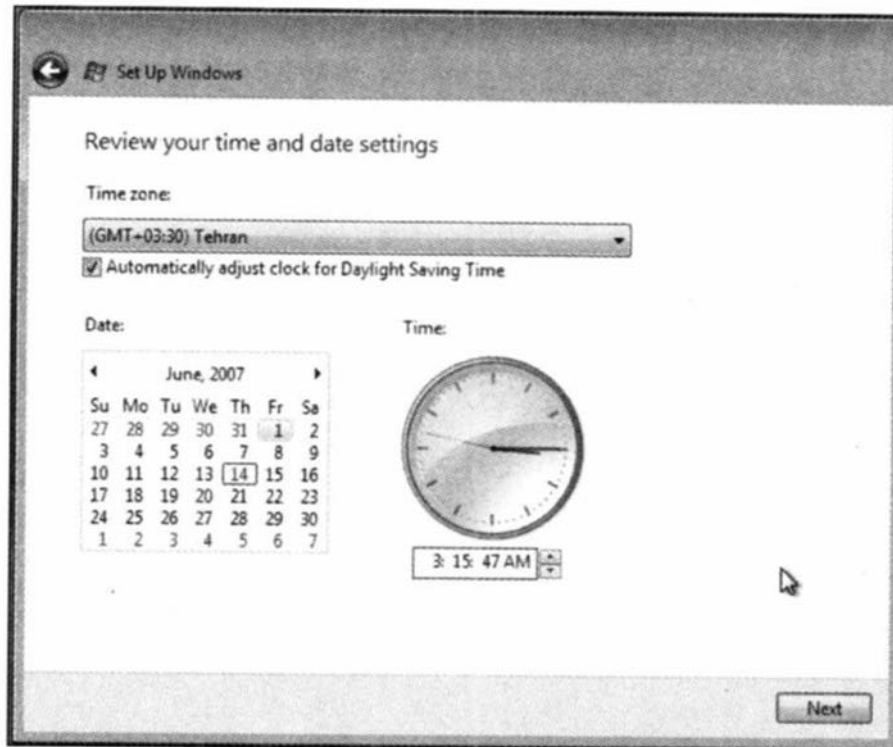 Set Up Windows
Review your time and date settings
Time zone:
(GMT+03:30) Tehran
Automatically adjust clock for Daylight Saving Time
Date:
Time:
June, 2007
Su Mo Tu We Th Fr Sa
27 28 29 30 31 1 2
3 4 5 6 7 8 9
10 11 12 13 14 15 16
17 18 19 20 21 22 23
24 25 26 27 28 29 30
1 2 3 4 5 6 7
3: 15: 47 AM
Next